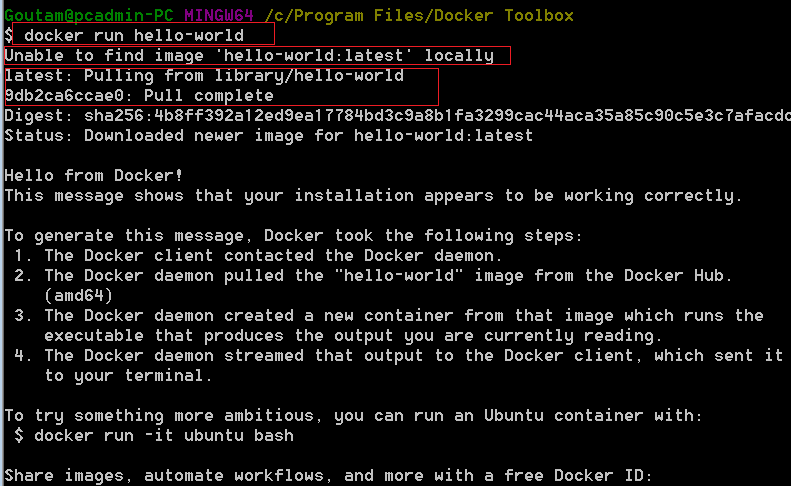 Goutam@pcadmin-PC MINGW64 /c/Program Files/Docker Toolbox
$ docker run hello-world
Unable to find image 'hello-world:latest' locally
latest: Pulling from library/hello-world
9db2ca6ccae0: Pull complete
Digest: sha256:4b8ff392a12ed9ea17784bd3c9a8b1fa3299cac44aca35a85c90c5e3c7afacdc
Status: Downloaded newer image for hello-world:latest
Hello from Docker!
This message shows that your installation appears to be working correctly.
To generate this message, Docker took the following steps:
1. The Docker client contacted the Docker daemon.
2. The Docker daemon pulled the "hello-world" image from the Docker Hub.
(amd64)
3. The Docker daemon created a new container from that image which runs the
executable that produces the output you are currently reading.
4. The Docker daemon streamed that output to the Docker client, which sent it
to your terminal.
To try something more ambitious, you can run an Ubuntu container with:
$ docker run -it ubuntu bash
Share images, automate workflows, and more with a free Docker ID: